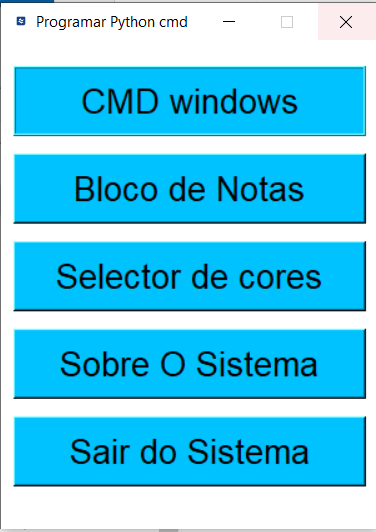 Programar Python cmd
CMD windows
Bloco de Notas
Selector de cores
Sobre O Sistema
Sair do Sistema